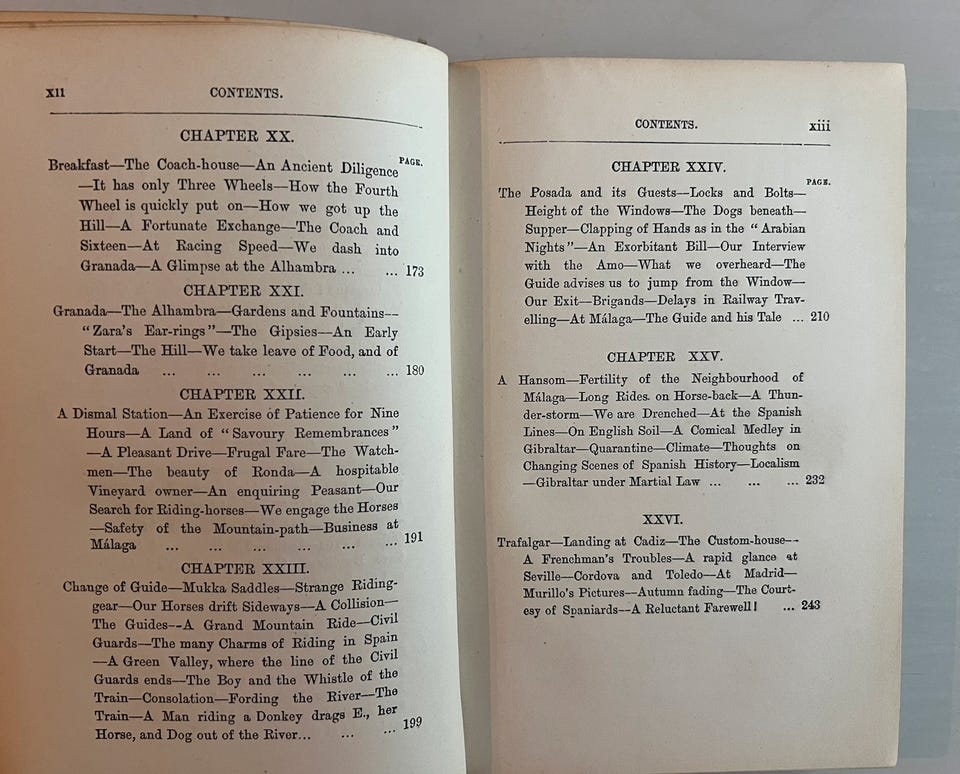 xii
CONTENTS.
CHAPTER XX.
PAGE.
Breakfast—The Coach-house—An Ancient Diligence
—It has only Three Wheels—How the Fourth
Wheel is quickly put on—How we got up the
Hill—A Fortunate Exchange—The Coach and
Sixteen—At Racing Speed—We dash into
Granada—A Glimpse at the Alhambra ... ... 173
CHAPTER XXI.
Granada—The Alhambra—Gardens and Fountains—
"Zara's Ear-rings"—The Gipsies—An Early
Start—The Hill—We take leave of Food, and of
Granada ... ... ... ... ... ... 180
CHAPTER XXII.
A Dismal Station—An Exercise of Patience for Nine
Hours—A Land of "Savoury Remembrances"
—A Pleasant Drive—Frugal Fare—The Watch-
men—The beauty of Ronda—A hospitable
Vineyard owner—An enquiring Peasant—Our
Search for Riding-horses—We engage the Horses
—Safety of the Mountain-path—Business at
Málaga ... ... ... ... ... ... 191
CHAPTER XXIII.
Change of Guide—Mukka Saddles—Strange Riding-
gear—Our Horses drift Sideways—A Collision—
The Guides—A Grand Mountain Ride—Civil
Guards—The many Charms of Riding in Spain
—A Green Valley, where the line of the Civil
Guards ends—The Boy and the Whistle of the
Train—Consolation—Fording the River—The
Train—A Man riding a Donkey drags E., her
Horse, and Dog out of the River... ... ... 199
CONTENTS.
xiii
CHAPTER XXIV.
PAGE.
The Posada and its Guests—Locks and Bolts—
Height of the Windows—The Dogs beneath—
Supper—Clapping of Hands as in the "Arabian
Nights"—An Exorbitant Bill—Our Interview
with the Amo—What we overheard—The
Guide advises us to jump from the Window—
Our Exit—Brigands—Delays in Railway Trav-
elling—At Málaga—The Guide and his Tale ... 210
CHAPTER XXV.
A Hansom—Fertility of the Neighbourhood of
Málaga—Long Rides. on Horse-back—A Thun-
der-storm—We are Drenched—At the Spanish
Lines—On English Soil—A Comical Medley in
Gibraltar—Quarantine—Climate—Thoughts on
Changing Scenes of Spanish History—Localism
—Gibraltar under Martial Law ... ... ... 232
XXVI.
Trafalgar—Landing at Cadiz—The Custom-house—
A Frenchman's Troubles—A rapid glance at
Seville—Cordova and Toledo—At Madrid—
Murillo's Pictures—Autumn fading—The Court-
esy of Spaniards—A Reluctant Farewell! ... 243